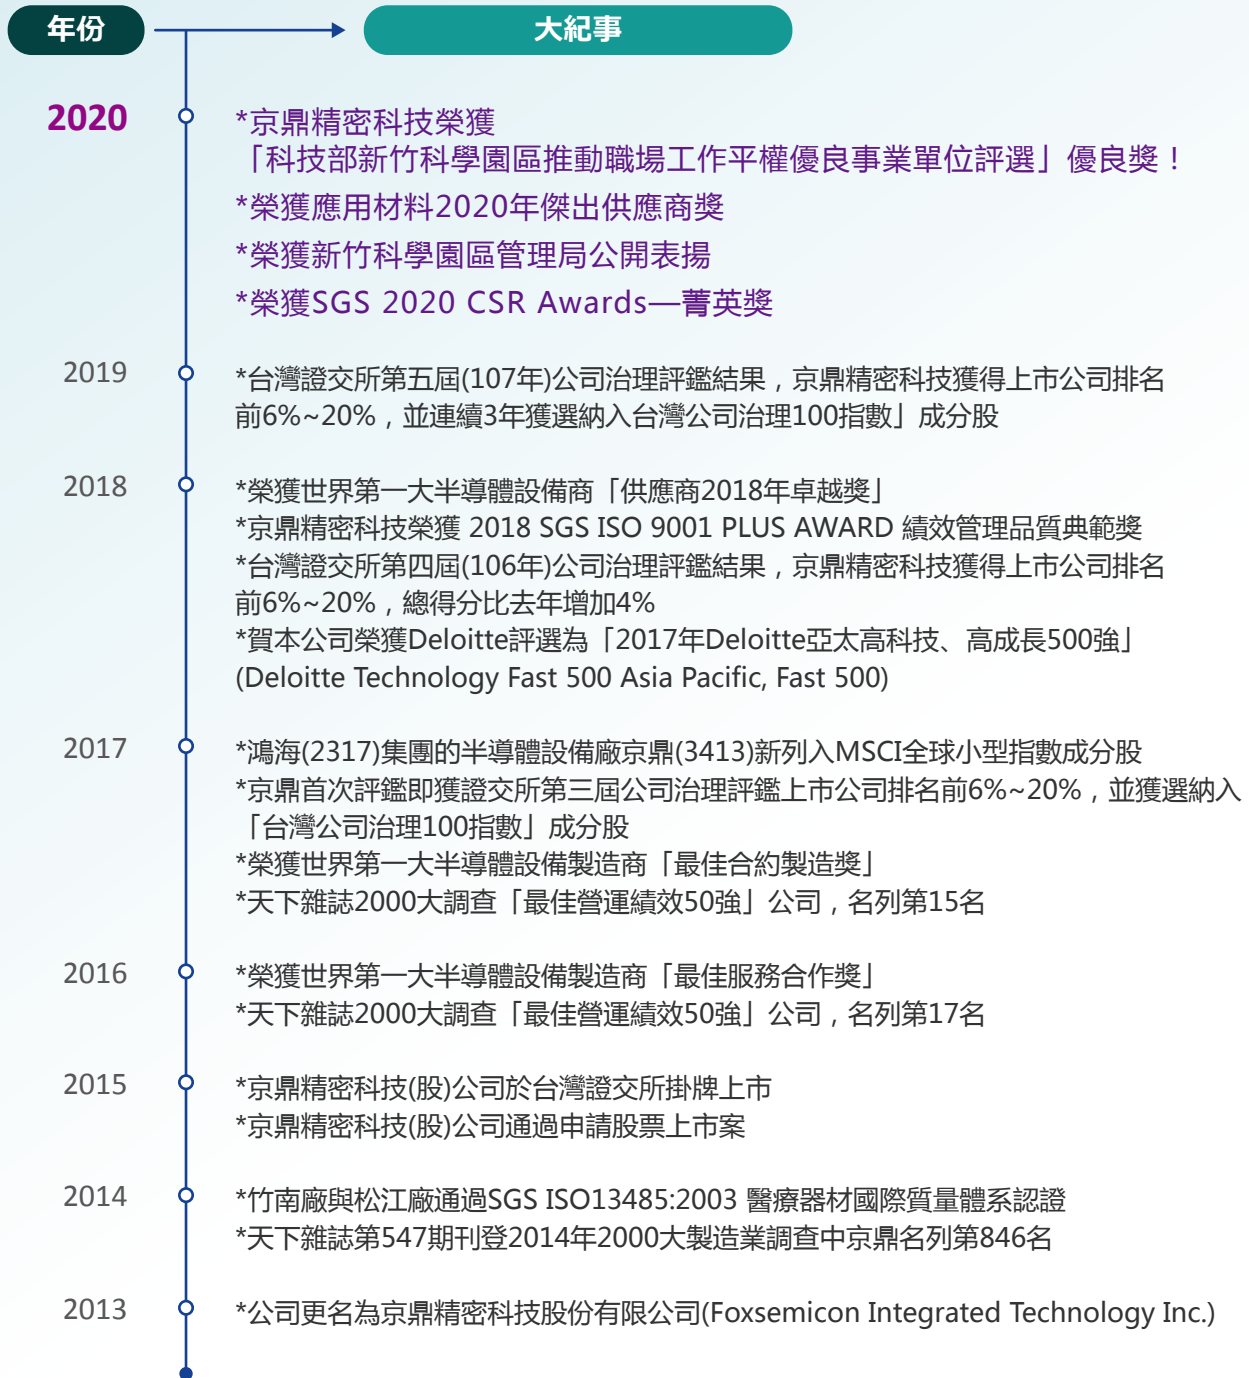 年份
大紀事
2020
*京鼎精密科技榮獲
「科技部新竹科學園區推動職場工作平權優良事業單位評選」優良獎！
*榮獲應用材料2020年傑出供應商獎
*榮獲新竹科學園區管理局公開表揚
*榮獲SGS 2020 CSR Awards—菁英獎
2019
*台灣證交所第五屆(107年)公司治理評鑑結果，京鼎精密科技獲得上市公司排名
前6%~20%，並連續3年獲選納入台灣公司治理100指數」成分股
2018
*榮獲世界第一大半導體設備商「供應商2018年卓越獎」
*京鼎精密科技榮獲 2018 SGS ISO 9001 PLUS AWARD 績效管理品質典範獎
*台灣證交所第四屆(106年)公司治理評鑑結果，京鼎精密科技獲得上市公司排名
前6%~20%，總得分比去年增加4%
*賀本公司榮獲Deloitte評選為「2017年Deloitte亞太高科技、高成長500強」
(Deloitte Technology Fast 500 Asia Pacific, Fast 500)
2017
*鴻海(2317)集團的半導體設備廠京鼎(3413)新列入MSCI全球小型指數成分股
*京鼎首次評鑑即獲證交所第三屆公司治理評鑑上市公司排名前6%~20%，並獲選納入
「台灣公司治理100指數」成分股
*榮獲世界第一大半導體設備製造商「最佳合約製造獎」
*天下雜誌2000大調查「最佳營運績效50強」公司，名列第15名
2016
*榮獲世界第一大半導體設備製造商「最佳服務合作獎」
*天下雜誌2000大調查「最佳營運績效50強」公司，名列第17名
2015
*京鼎精密科技(股)公司於台灣證交所掛牌上市
*京鼎精密科技(股)公司通過申請股票上市案
2014
*竹南廠與松江廠通過SGS ISO13485:2003 醫療器材國際質量體系認證
*天下雜誌第547期刊登2014年2000大製造業調查中京鼎名列第846名
2013
*公司更名為京鼎精密科技股份有限公司(Foxsemicon Integrated Technology Inc.)